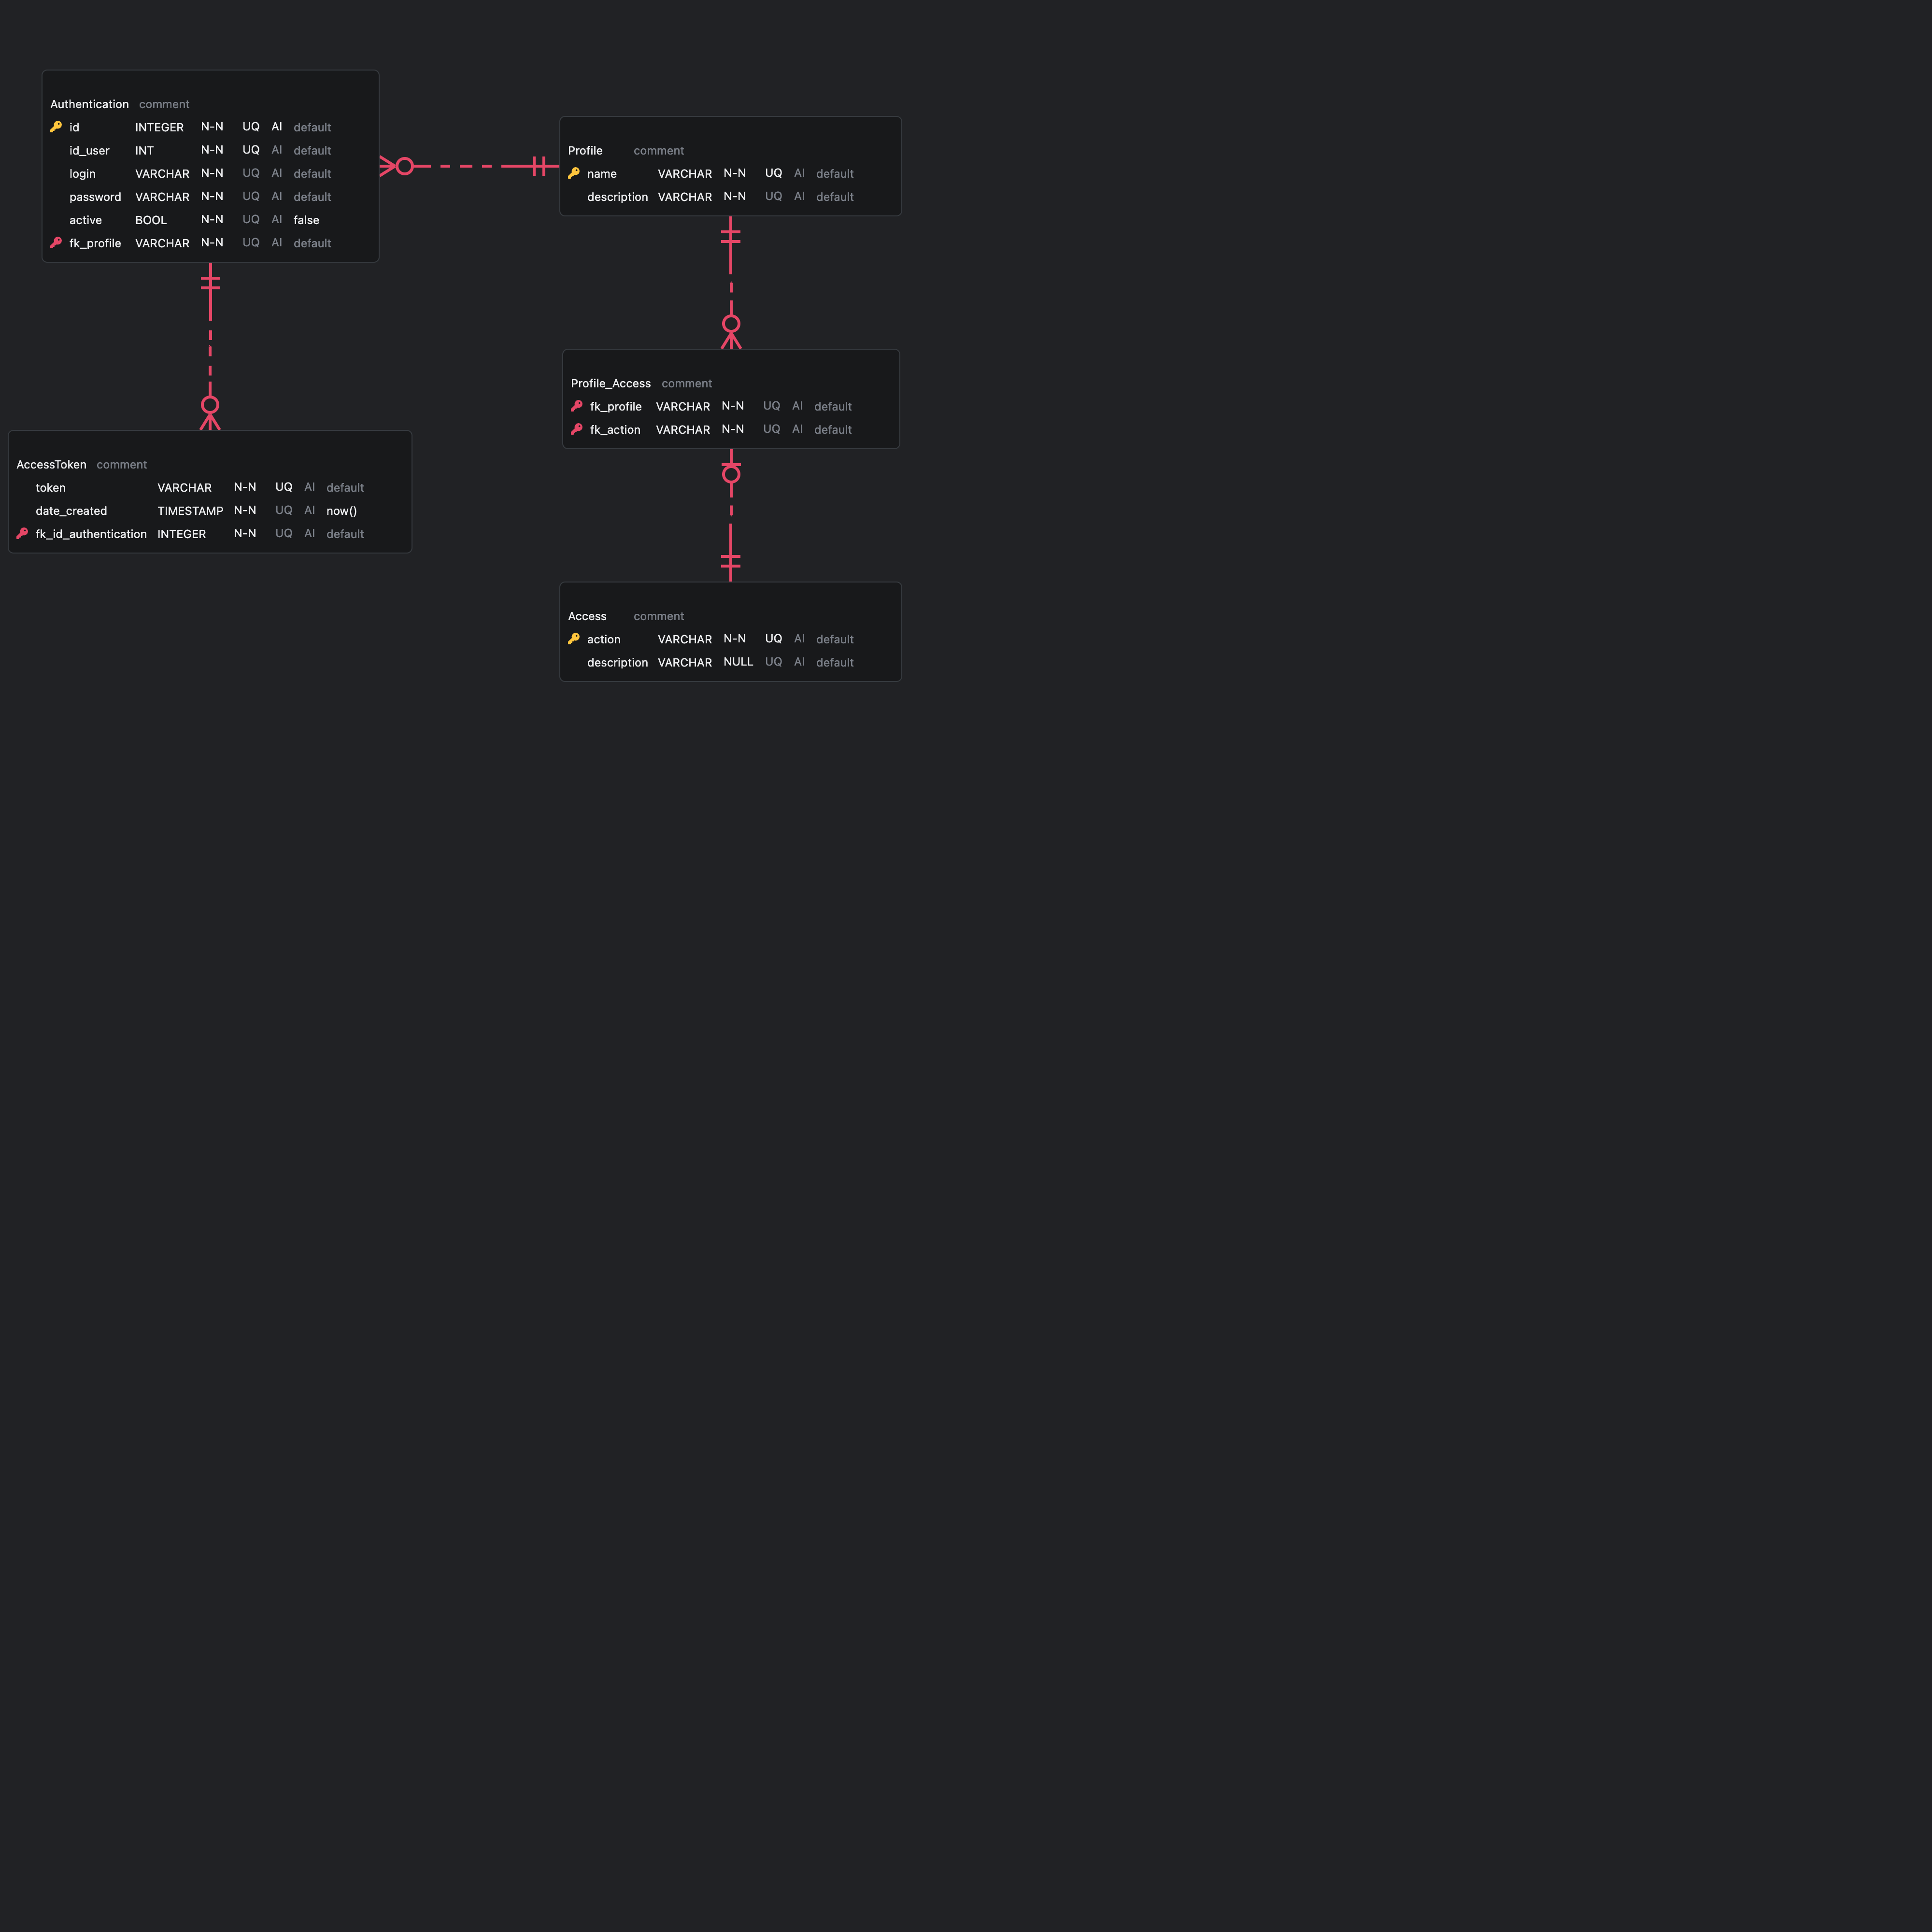 Authentication comment
id INTEGER N-N UQ AI default
id_user INT N-N UQ AI default
login VARCHAR N-N UQ AI default
password VARCHAR N-N UQ AI default
active BOOL N-N UQ AI false
fk_profile VARCHAR N-N UQ AI default
Profile comment
name VARCHAR N-N UQ AI default
description VARCHAR N-N UQ AI default
Profile_Access comment
fk_profile VARCHAR N-N UQ AI default
fk_action VARCHAR N-N UQ AI default
AccessToken comment
token VARCHAR N-N UQ AI default
date_created TIMESTAMP N-N UQ AI now()
fk_id_authentication INTEGER N-N UQ AI default
Access comment
action VARCHAR N-N UQ AI default
description VARCHAR NULL UQ AI default